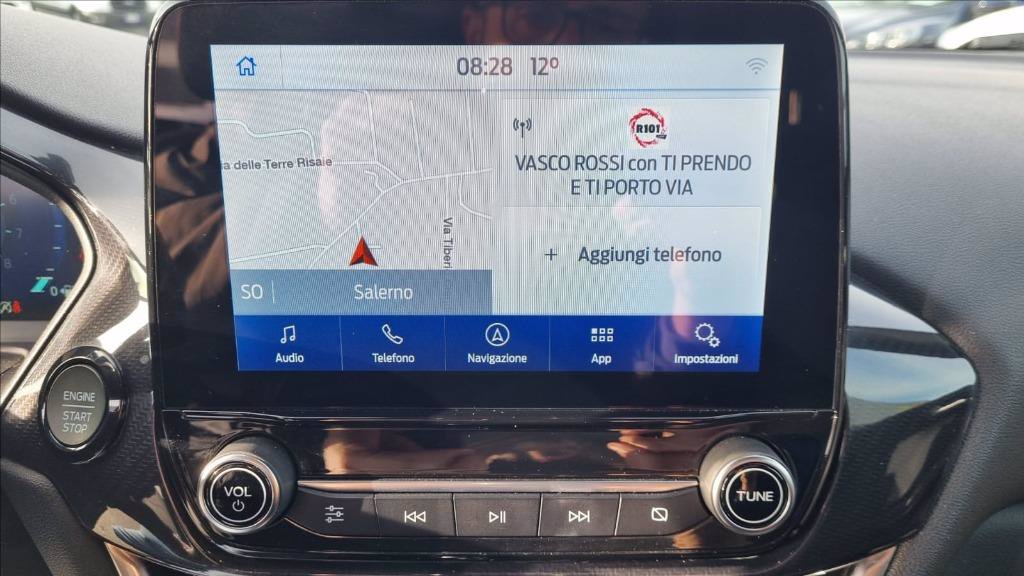 08:28 12°
a delle Terre Risaie
Via Tiberi
SO Salerno
R101
VASCO ROSSI con TI PRENDO
E TI PORTO VIA
+ Aggiungi telefono
Audio Telefono Navigazione App Impostazioni
ENGINE
START
STOP
VOL
TUNE